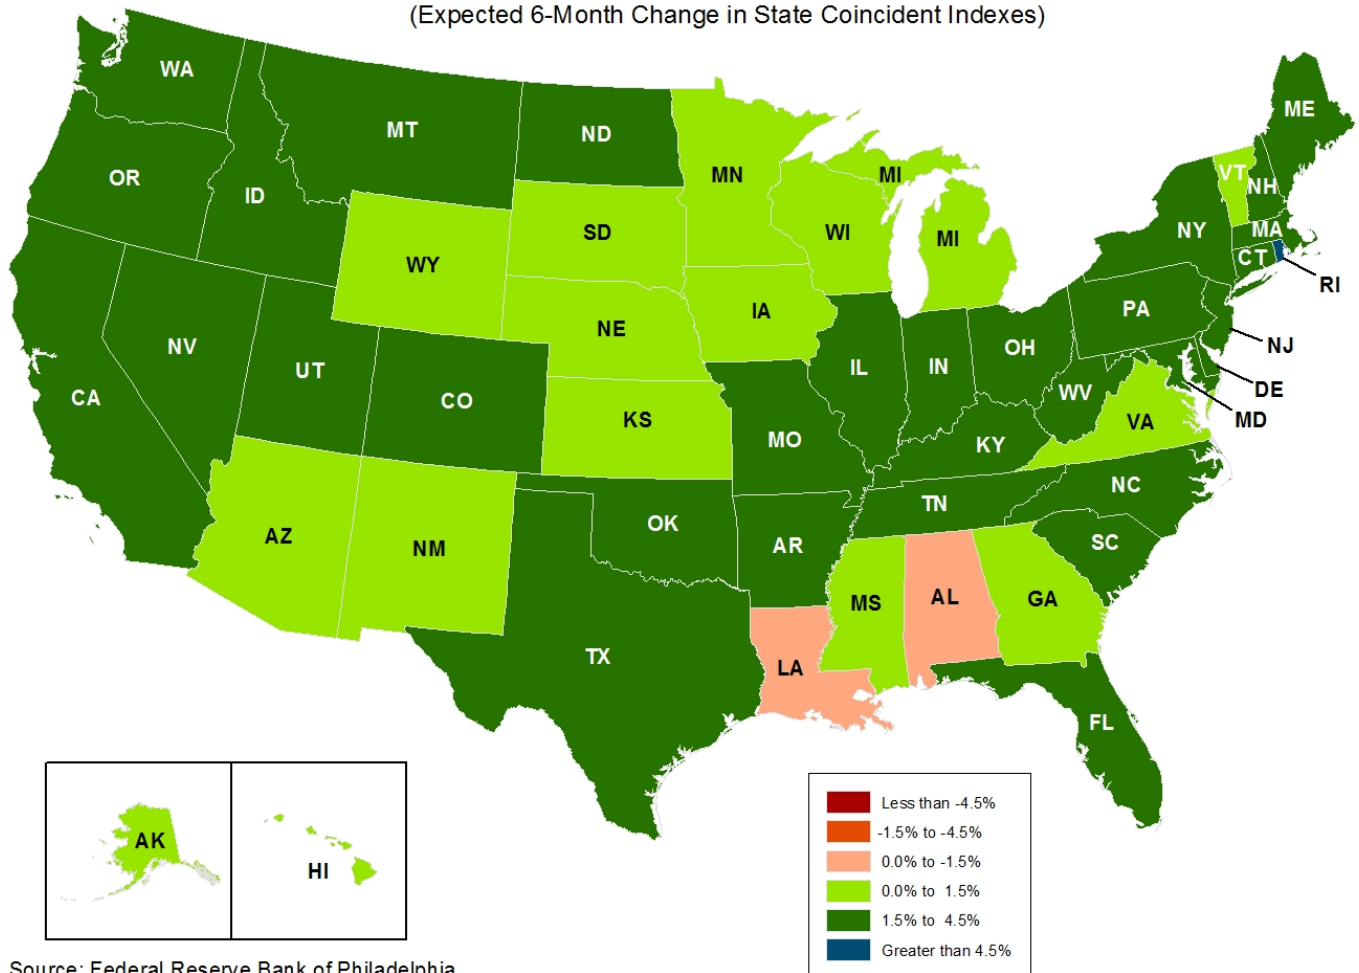 (Expected 6-Month Change in State Coincident Indexes)
WA
MT
ND
ME
OR
ID
MN
MI
VT
NH
SD
WI
MI
NY
MA
WY
CT
RI
NE
IA
PA
NV
UT
CO
IL
IN
OH
NJ
CA
KS
MO
WV
DE
KY
VA
MD
AZ
NM
OK
AR
TN
NC
SC
MS
AL
GA
TX
LA
FL
AK
HI
Less than -4.5%
-1.5% to -4.5%
0.0% to -1.5%
0.0% to 1.5%
1.5% to 4.5%
Greater than 4.5%
Source: Federal Reserve Bank of Philadelphia